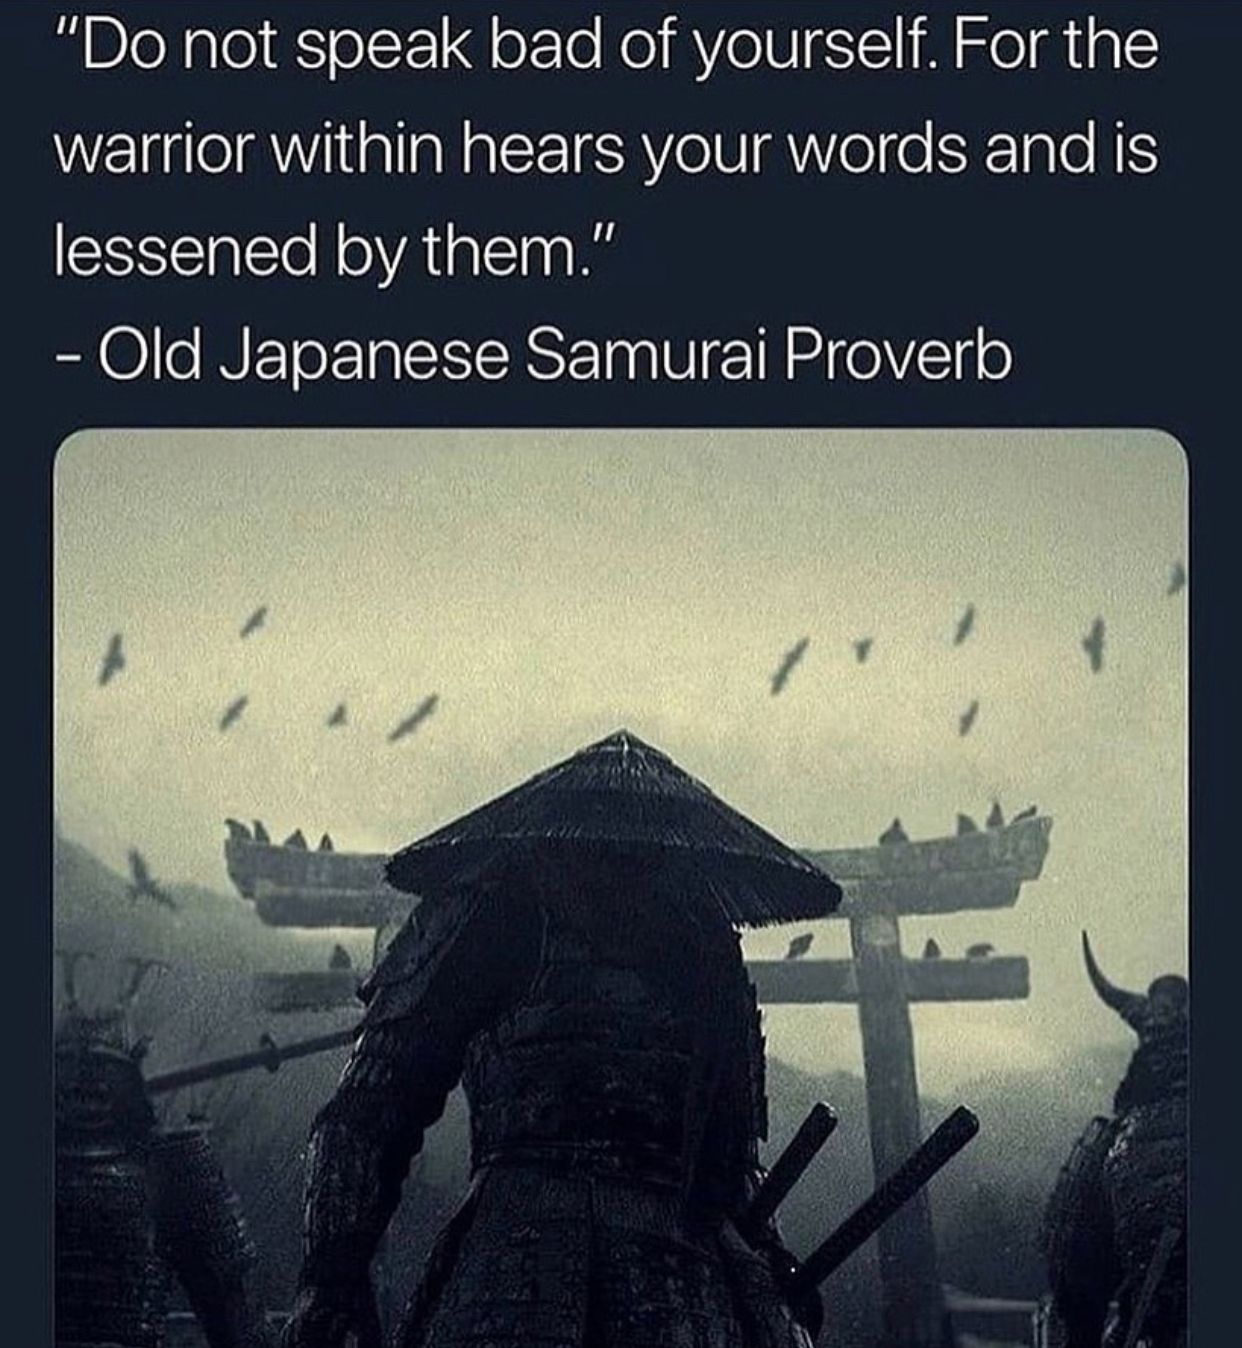 "Do not speak bad of yourself. For the
warrior within hears your words and is
lessened by them."
- Old Japanese Samurai Proverb